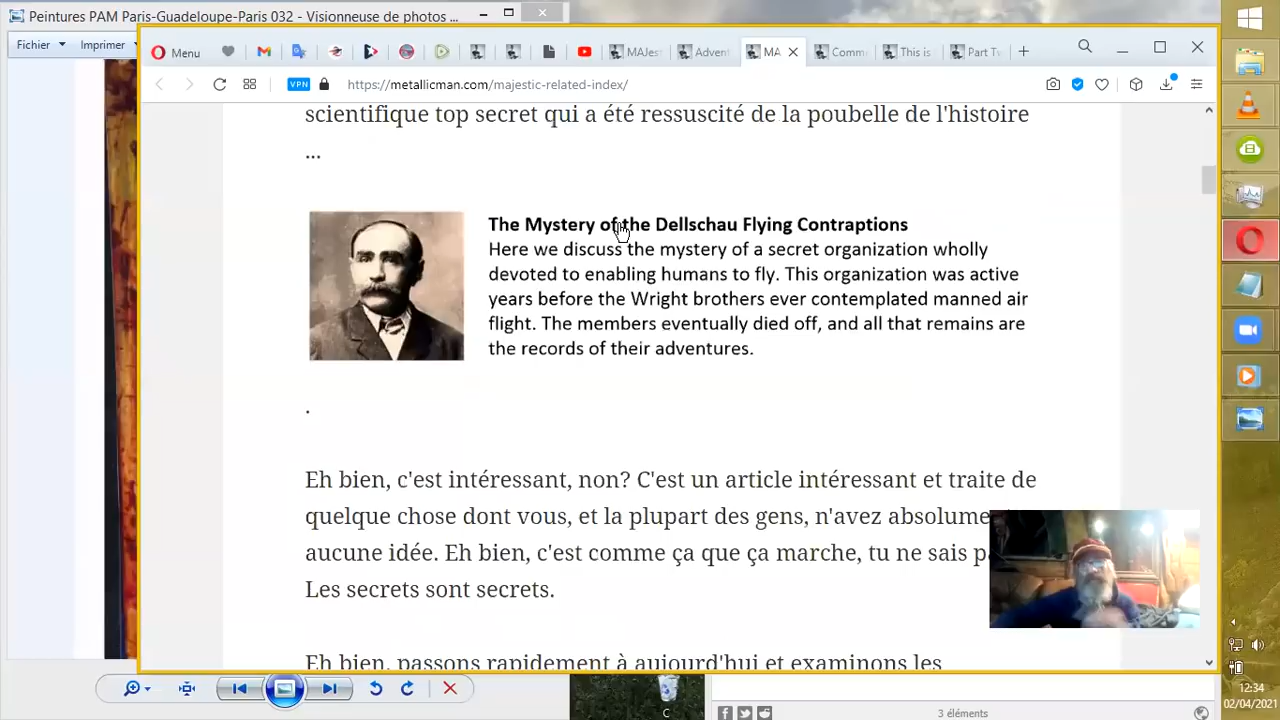 Peintures PAM Paris-Guadeloupe-Paris 032 - Visionneuse de photos ...
Fichier
Imprimer
Menu
MAJest
Advent
MA
Comm
This is
Part Tv
VPN
https://metallicman.com/majestic-related-index/
scientifique top secret qui a été ressuscité de la poubelle de l'histoire
...
The Mystery of the Dellschau Flying Contraptions
Here we discuss the mystery of a secret organization wholly
devoted to enabling humans to fly. This organization was active
years before the Wright brothers ever contemplated manned air
flight. The members eventually died off, and all that remains are
the records of their adventures.
.
Eh bien, c'est intéressant, non? C'est un article intéressant et traite de
quelque chose dont vous, et la plupart des gens, n'avez absolume
aucune idée. Eh bien, c'est comme ça que ça marche, tu ne sais p
Les secrets sont secrets.
Eh bien, passons rapidement à aujourd'hui et examinons les
C
3 éléments
12:34
02/04/2021